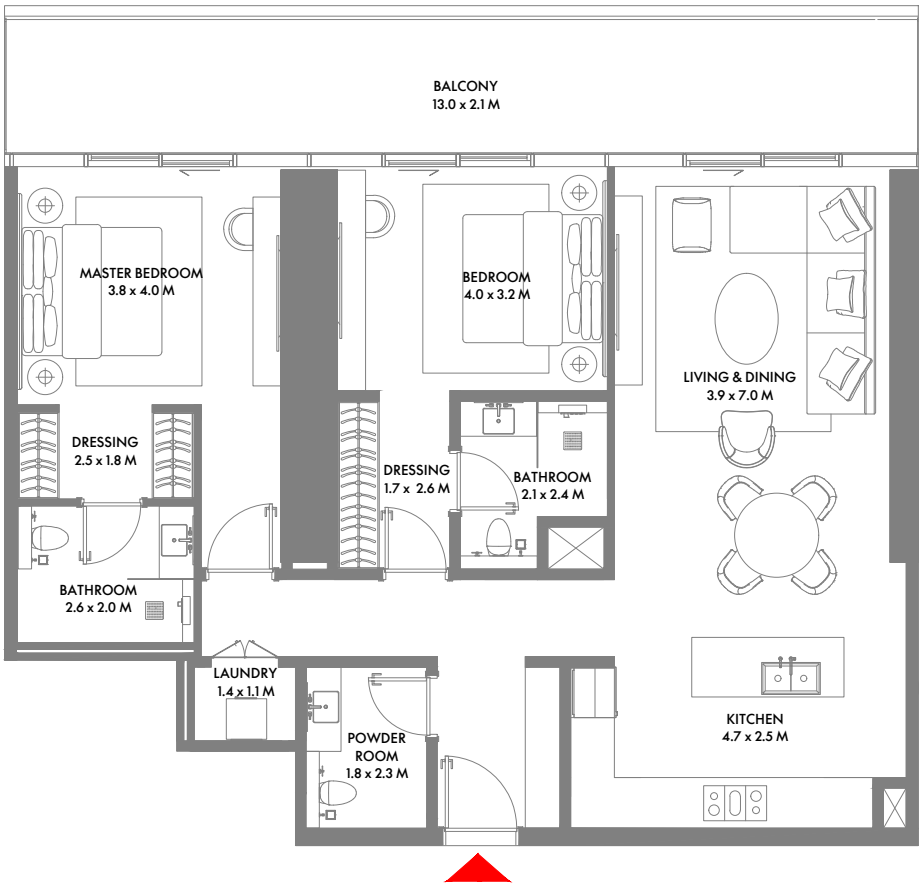 BALCONY
13.0 x 2.1 M
MASTER BEDROOM
3.8 x 4.0 M
BEDROOM
4.0 x 3.2 M
LIVING & DINING
3.9 x 7.0 M
DRESSING
2.5 x 1.8 M
DRESSING
1.7 x 2.6 M
BATHROOM
2.1 x 2.4 M
BATHROOM
2.6 x 2.0 M
LAUNDRY
1.4 x 1.1 M
POWDER
ROOM
1.8 x 2.3 M
KITCHEN
4.7 x 2.5 M